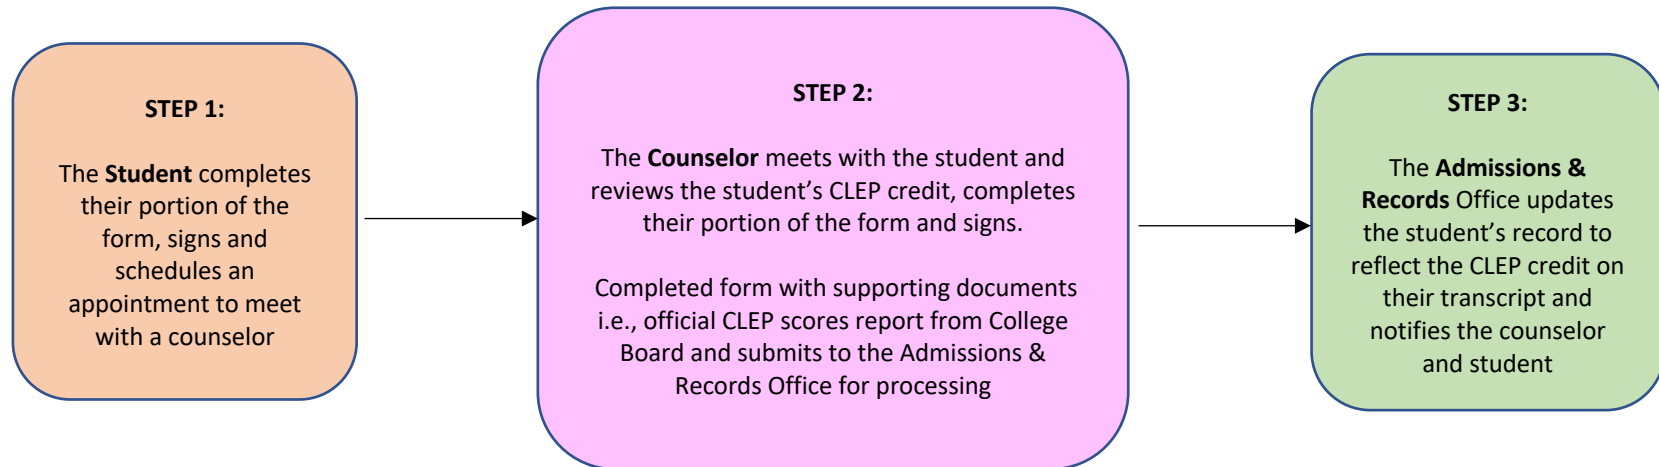 STEP 1:
The Student completes
their portion of the
form, signs and
schedules an
appointment to meet
with a counselor
STEP 2:
The Counselor meets with the student and
reviews the student’s CLEP credit, completes
their portion of the form and signs.
Completed form with supporting documents
i.e., official CLEP scores report from College
Board and submits to the Admissions &
Records Office for processing
STEP 3:
The Admissions &
Records Office updates
the student’s record to
reflect the CLEP credit on
their transcript and
notifies the counselor
and student